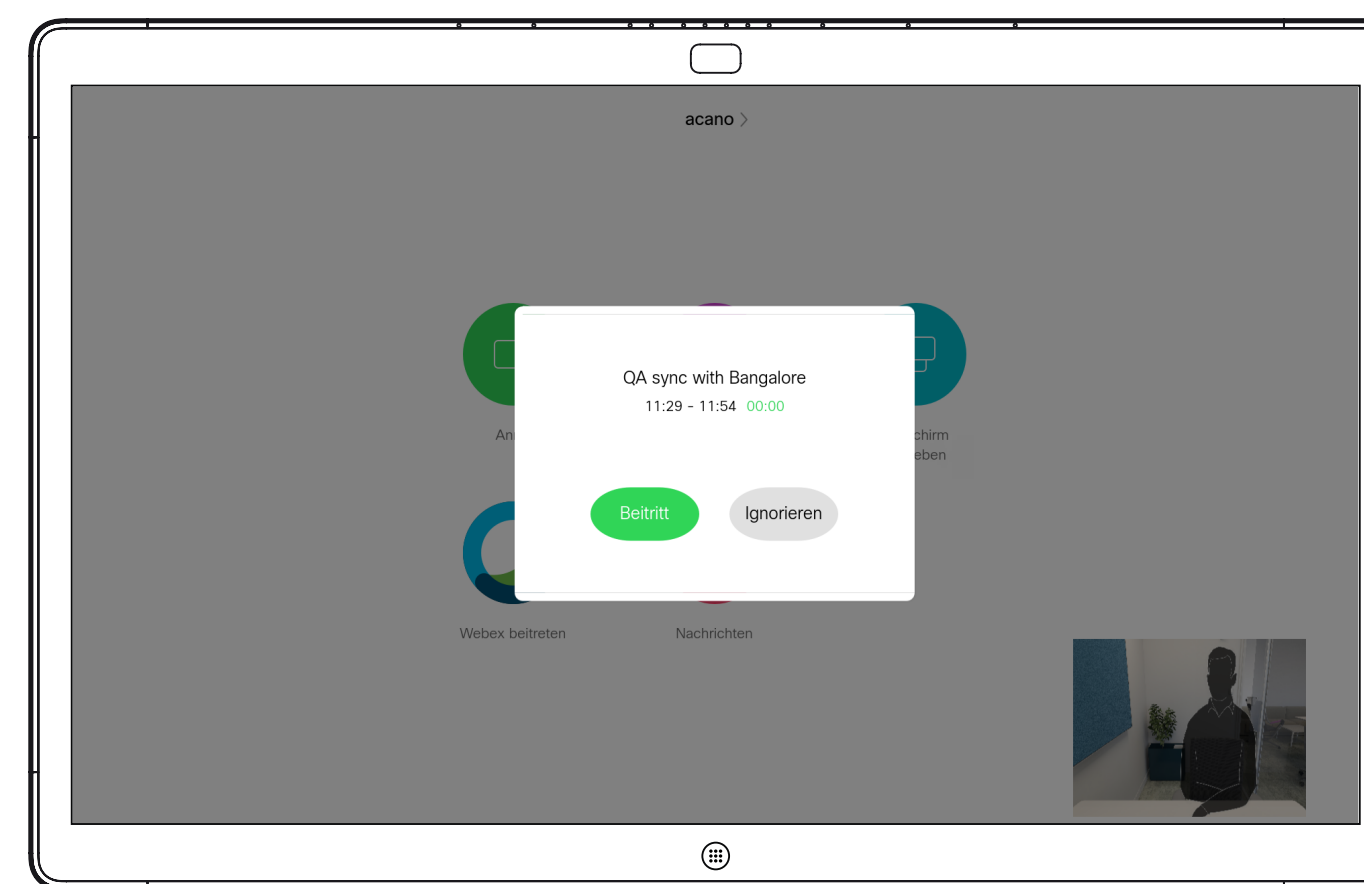 acano
QA sync with Bangalore
11:29 - 11:54 00:00
Beitritt Ignorieren
Webex beitreten
Nachrichten